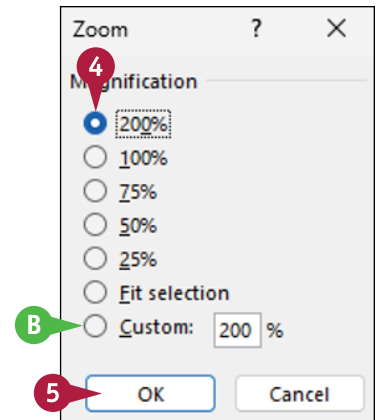 Zoom ? ×
4
Magnification
200%
100%
75%
50%
25%
Fit selection
B Custom: 200 %
5 OK Cancel